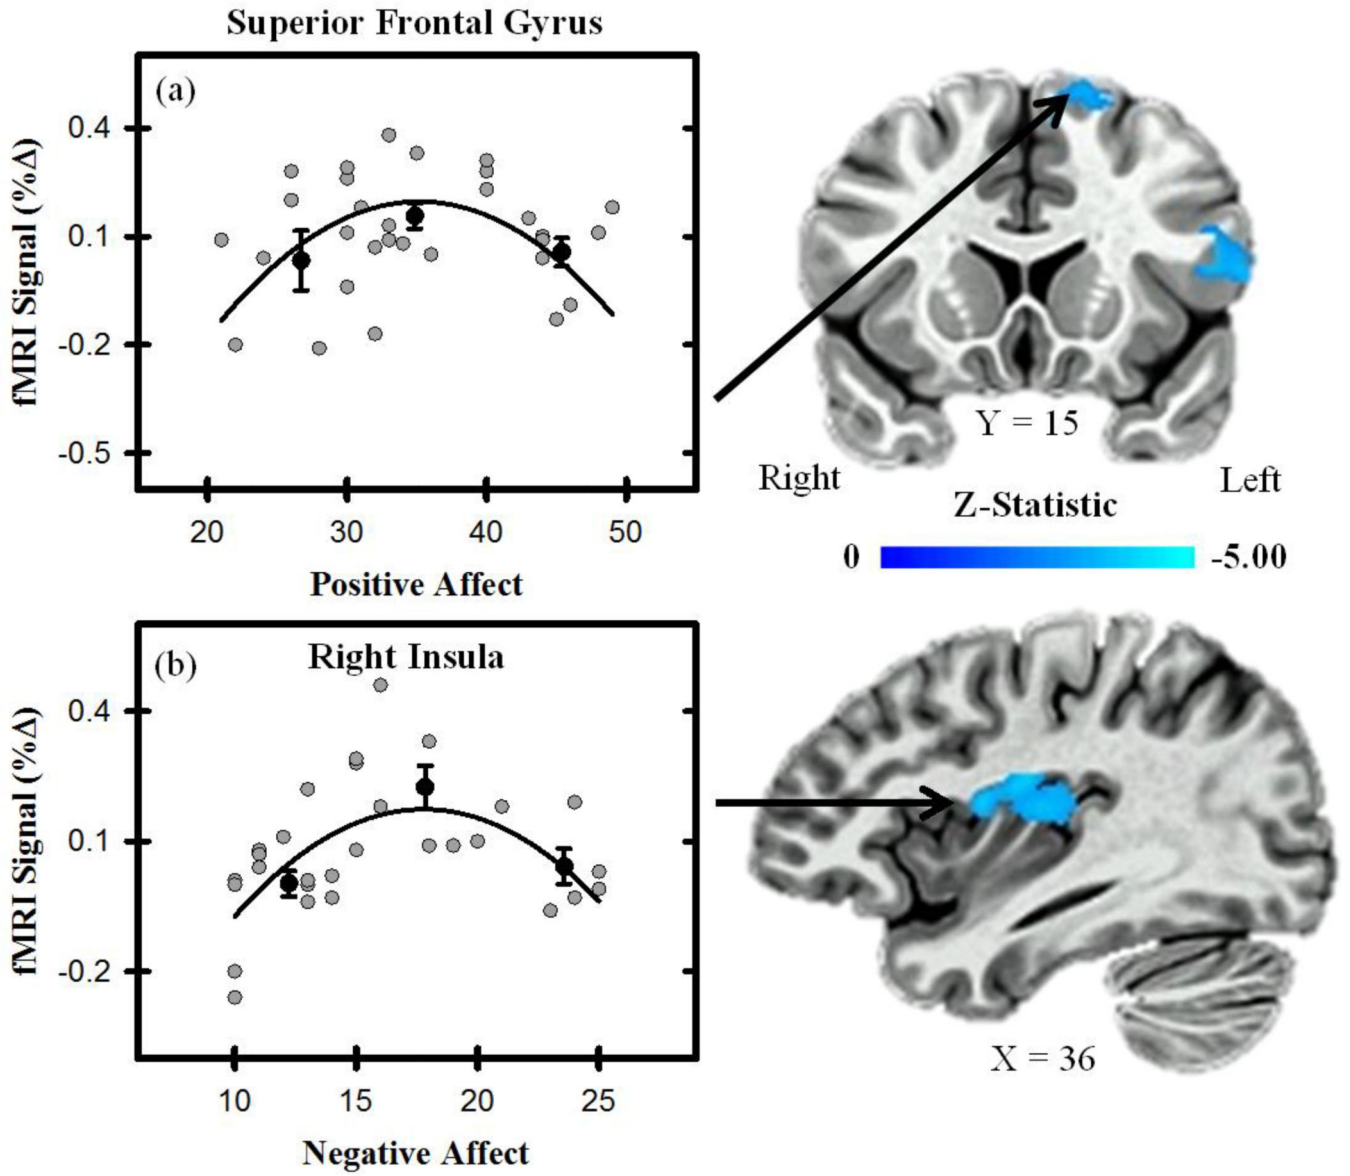 Superior Frontal Gyrus
(a)
fMRI Signal (%Δ)
0.4
0.1
-0.2
-0.5
20 30 40 50
Positive Affect
Y = 15
Right Left
Z-Statistic
0 -5.00
(b) Right Insula
fMRI Signal (%Δ)
0.4
0.1
-0.2
10 15 20 25
Negative Affect
X = 36